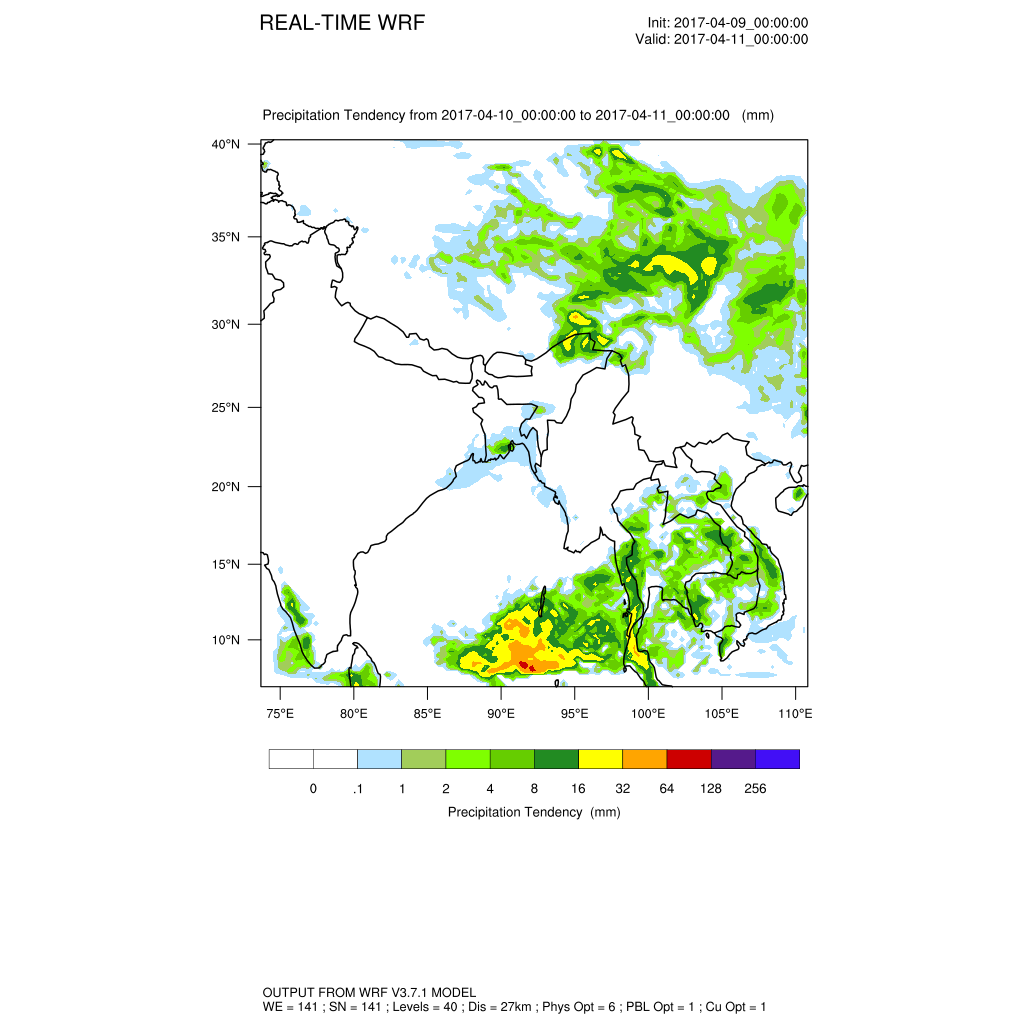 REAL-TIME WRF
Init: 2017-04-09_00:00:00
Valid: 2017-04-11_00:00:00
Precipitation Tendency from 2017-04-10_00:00:00 to 2017-04-11_00:00:00 (mm)
40°N
35°N
30°N
25°N
20°N
15°N
10°N
75°E 80°E 85°E 90°E 95°E 100°E 105°E 110°E
0 .1 1 2 4 8 16 32 64 128 256
Precipitation Tendency (mm)
OUTPUT FROM WRF V3.7.1 MODEL
WE = 141 ; SN = 141 ; Levels = 40 ; Dis = 27km ; Phys Opt = 6 ; PBL Opt = 1 ; Cu Opt = 1